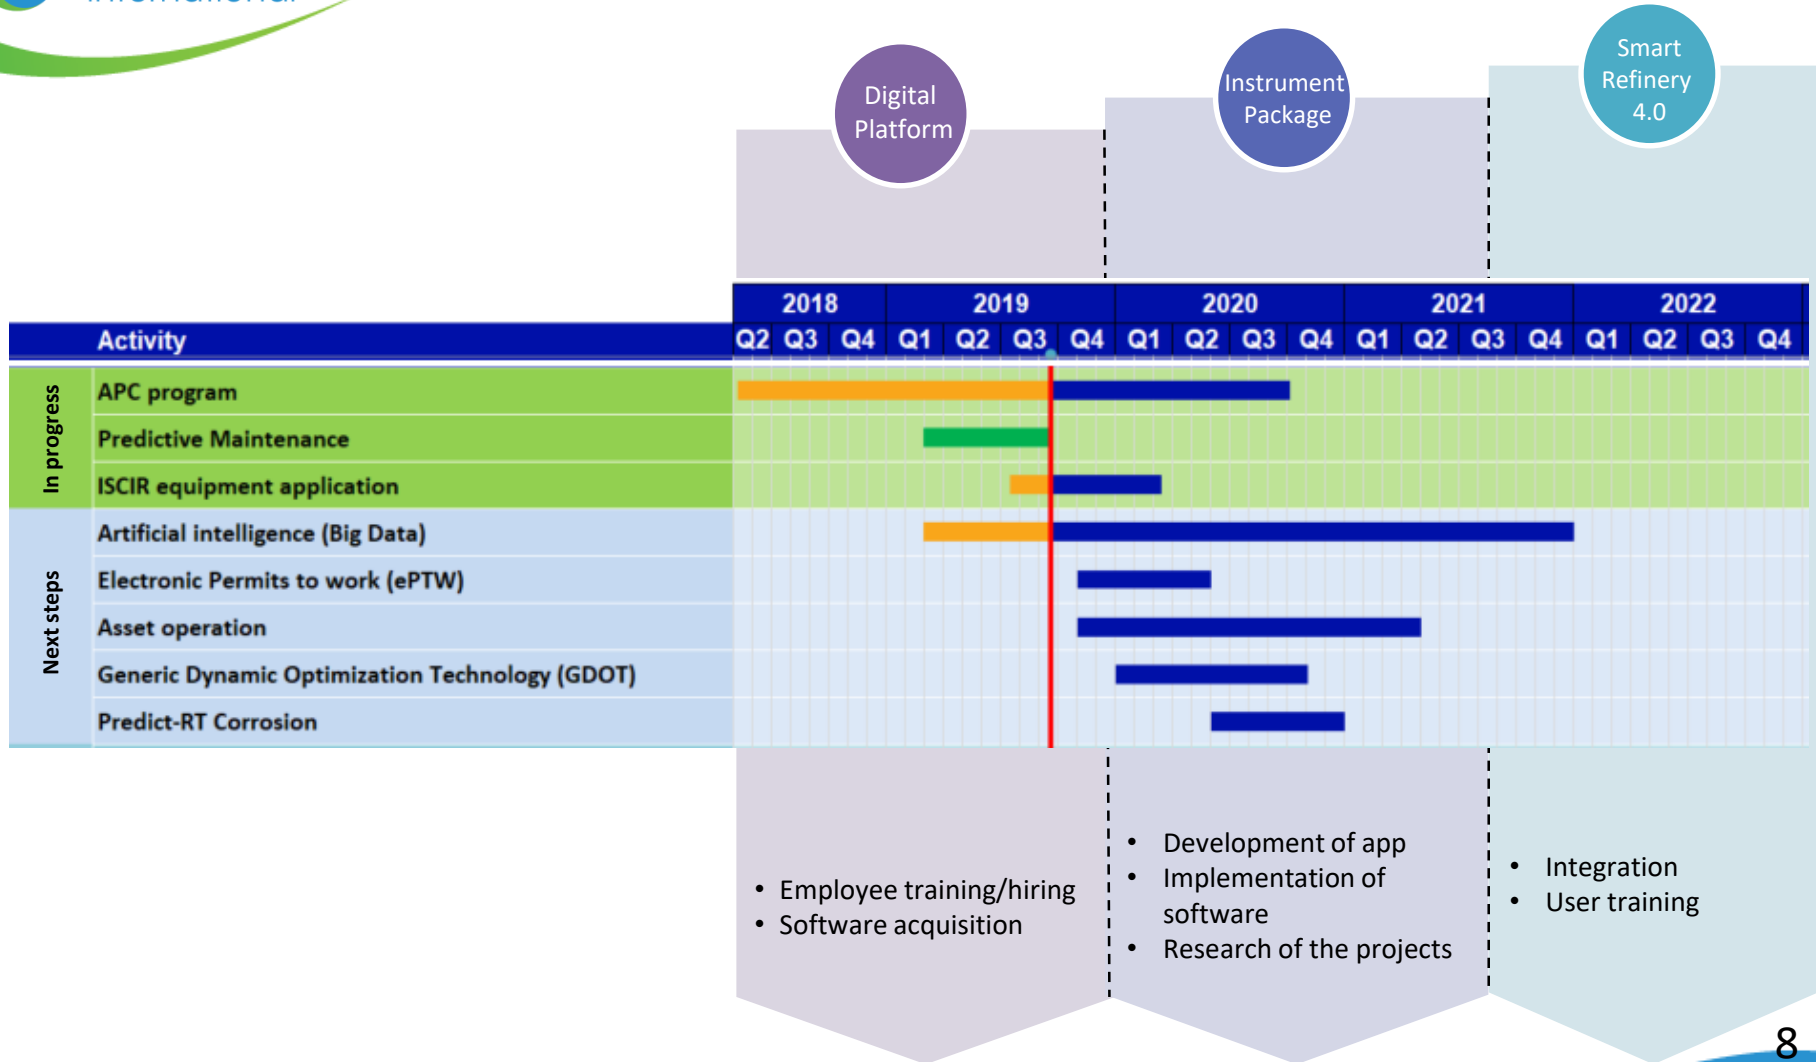 Digital
Platform
Instrument
Package
Smart
Refinery
4.0
2018 2019 2020 2021 2022
Activity Q2 Q3 Q4 Q1 Q2 Q3 Q4 Q1 Q2 Q3 Q4 Q1 Q2 Q3 Q4 Q1 Q2 Q3 Q4
In progress
APC program
Predictive Maintenance
ISCIR equipment application
Next steps
Artificial intelligence (Big Data)
Electronic Permits to work (ePTW)
Asset operation
Generic Dynamic Optimization Technology (GDOT)
Predict-RT Corrosion
• Employee training/hiring
• Software acquisition
• Development of app
• Implementation of
software
• Research of the projects
• Integration
• User training
8